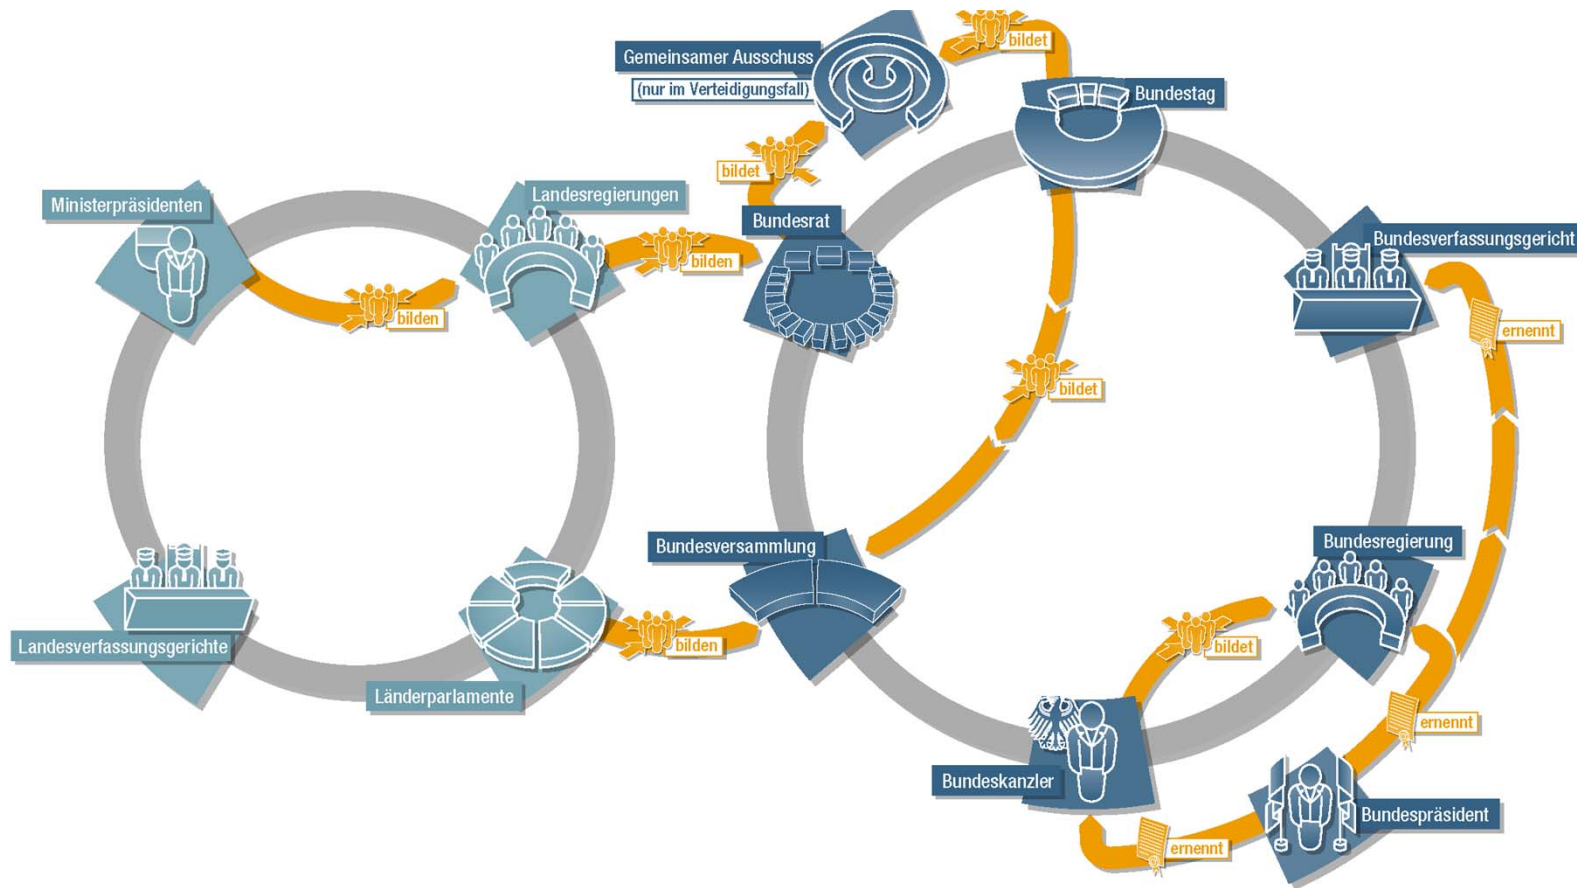 Gemeinsamer Ausschuss
(nur im Verteidigungsfall)
bildet
Bundestag
bildet
Ministerpräsidenten
Landesregierungen
Bundesrat
Bundesverfassungsgericht
bilden
bilden
ernennt
bildet
Bundesversammlung
Bundesregierung
Landesverfassungsgerichte
bilden
bildet
Länderparlamente
ernennt
Bundeskanzler
Bundespräsident
ernennt